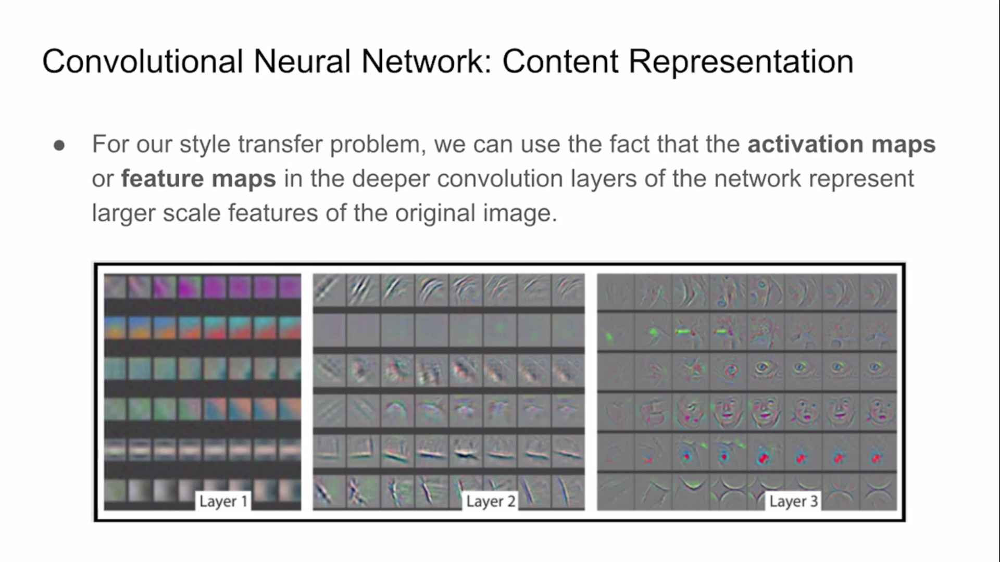 Convolutional Neural Network: Content Representation
● For our style transfer problem, we can use the fact that the activation maps
or feature maps in the deeper convolution layers of the network represent
larger scale features of the original image.
Layer 1
Layer 2
Layer 3